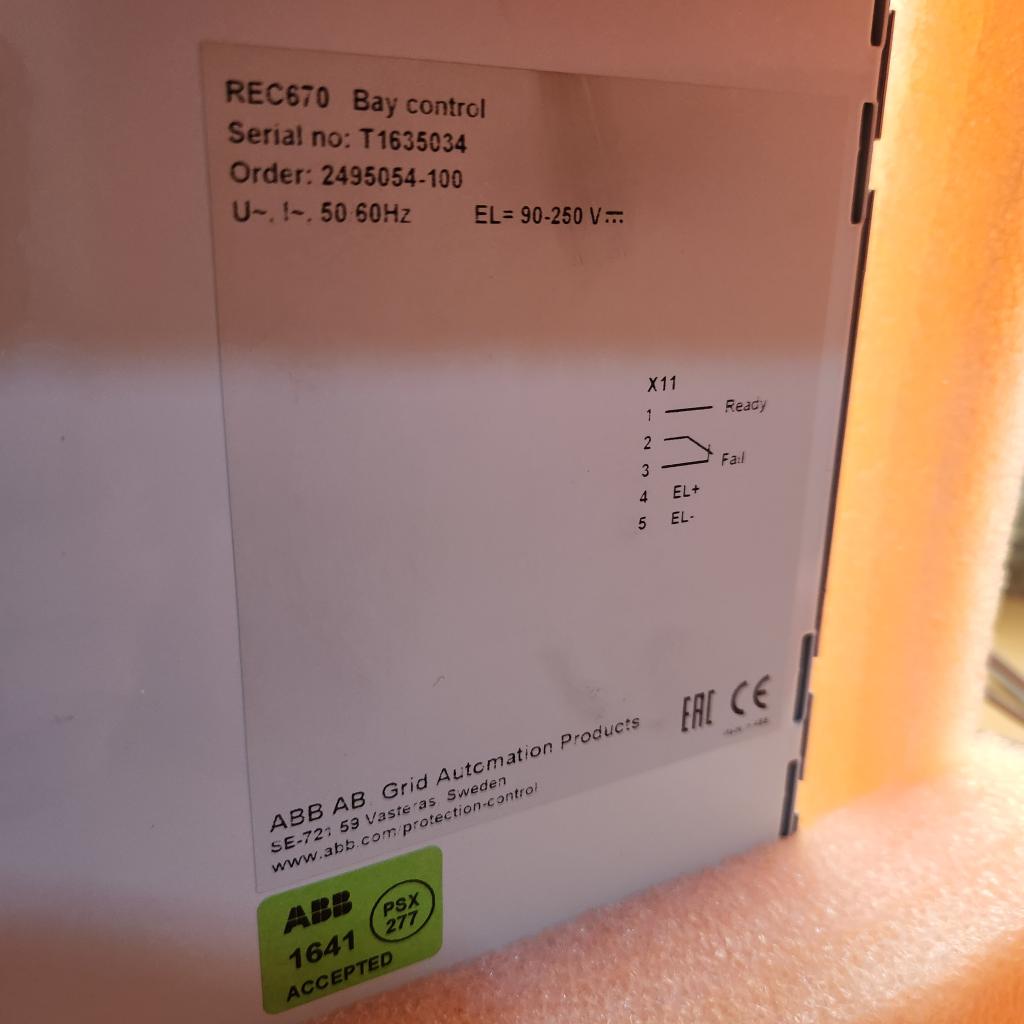 REC670 Bay control
Serial no: T1635034
Order: 2495054-100
U~, I~, 50 60Hz EL= 90-250 V⎓
X11
1 Ready
2
3 Fail
4 EL+
5 EL-
EAC CE
ABB AB, Grid Automation Products
SE-721 59 Vasteras, Sweden
www.abb.com/protection-control
ABB PSX
277
1641
ACCEPTED